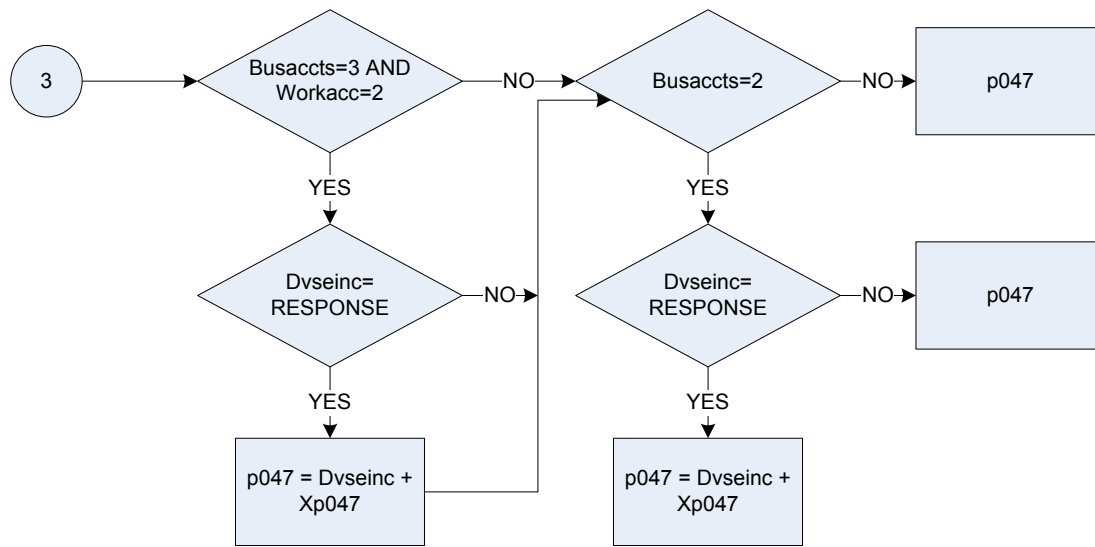 3
Busaccts=3 AND
Workacc=2
NO
Busaccts=2
NO
p047
YES
YES
Dvseinc=
RESPONSE
NO
Dvseinc=
RESPONSE
NO
p047
YES
YES
p047 = Dvseinc +
Xp047
p047 = Dvseinc +
Xp047